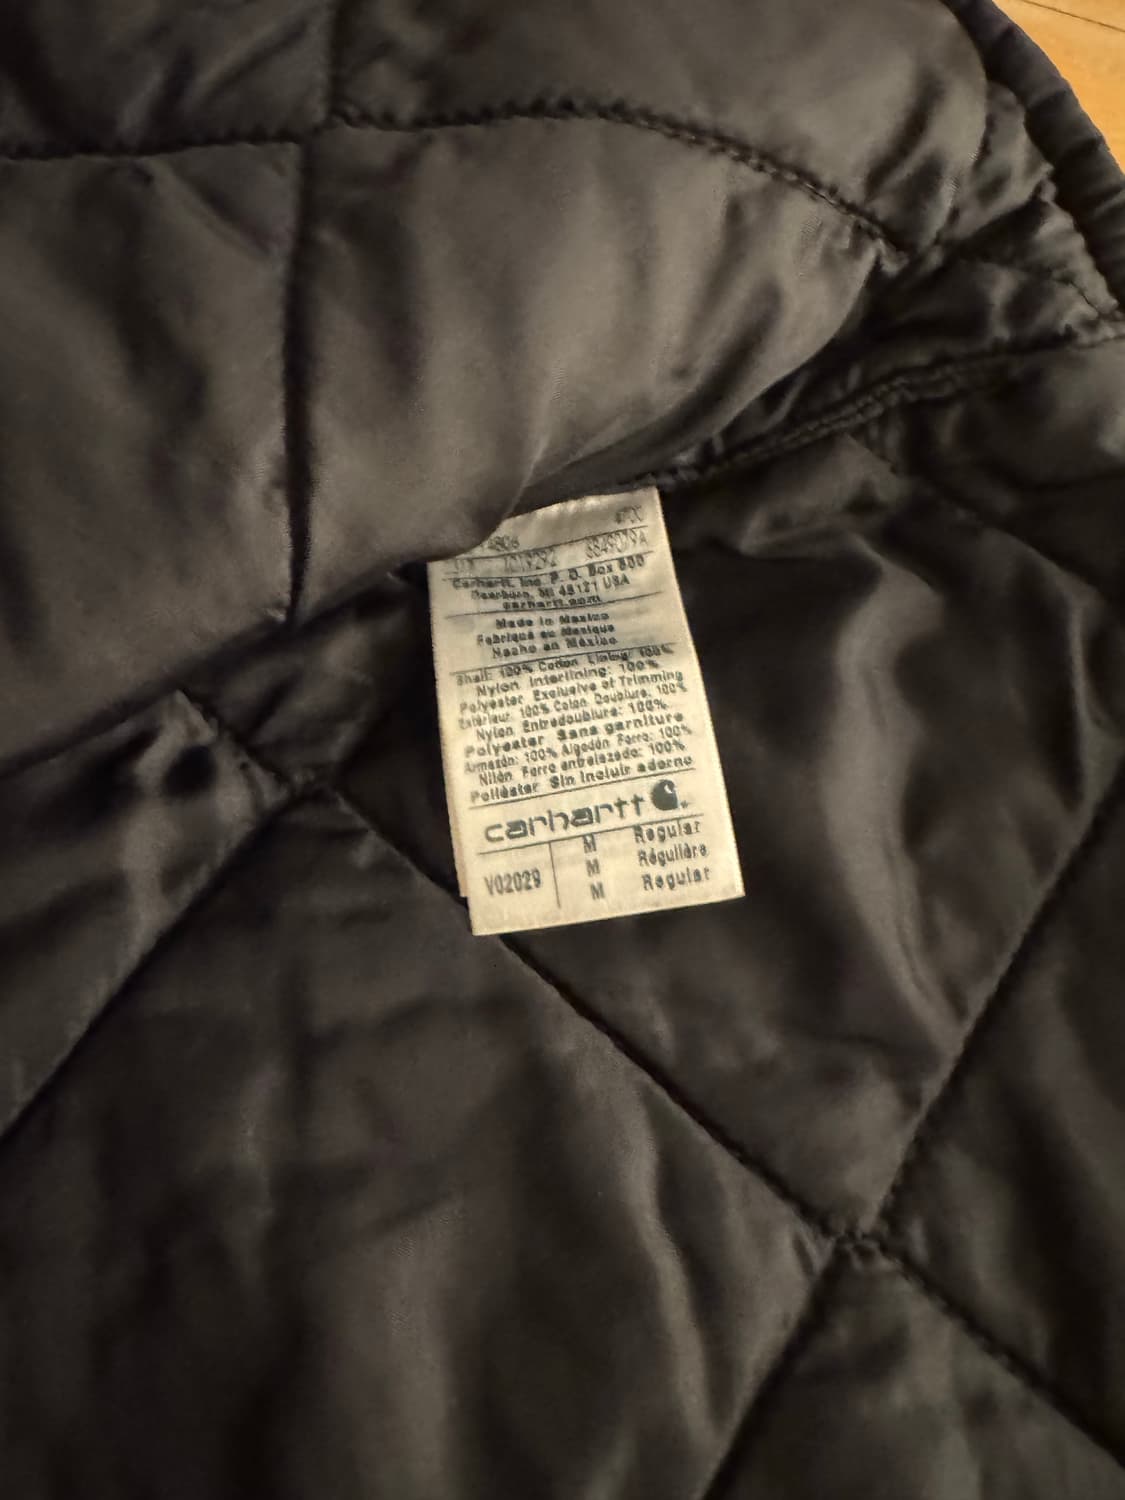 1019292 6849079A
Carhartt, Inc P. O. Box 600
Dearborn, MI 48121 USA
carhartt.com
Made in Mexico
Fabriqué en Mexique
Hecho en México
Shell: 100% Cotton Lining: 100%
Nylon Interlining: 100%
Polyester Exclusive of Trimming
Extérieur: 100% Coton Doublure: 100%
Nylon Entredoublure: 100%
Polyester Sans garniture
Armazón: 100% Algodón Forro: 100%
Nilón Forro entrelazado: 100%
Poliéster Sin Incluir adorno
carhartt
M Regular
M Régulière
V02029
M Regular